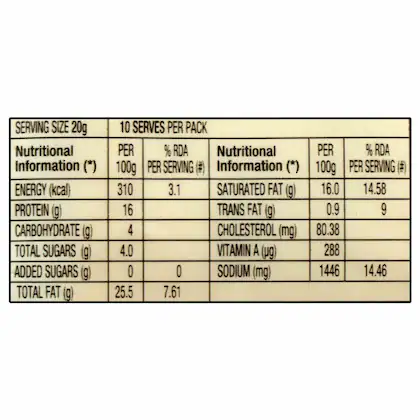 SERVING SIZE 20g 10 SERVES PER PACK
Nutritional Information (*) PER 100g % RDA PER SERVING (#) Nutritional Information (*) PER 100g % RDA PER SERVING (#)
ENERGY (kcal) 310 3.1 SATURATED FAT (g) 16.0 14.58
PROTEIN (g) 16 TRANS FAT (g) 0.9 9
CARBOHYDRATE (g) 4 CHOLESTEROL (mg) 80.38
TOTAL SUGARS (g) 4.0 VITAMIN A (µg) 288
ADDED SUGARS (g) 0 0 SODIUM (mg) 1446 14.46
TOTAL FAT (g) 25.5 7.61